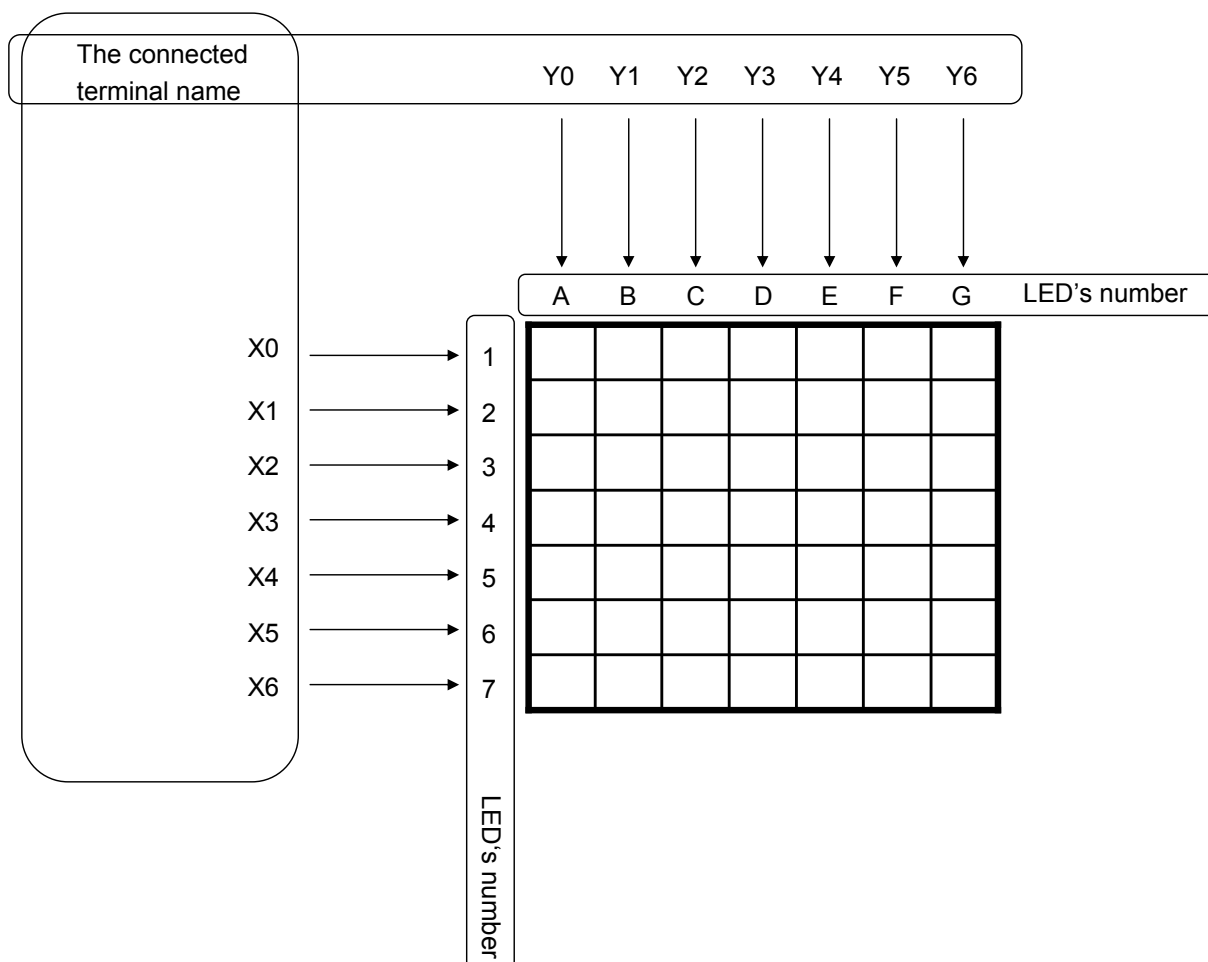 The connected
terminal name
Y0 Y1 Y2 Y3 Y4 Y5 Y6
A B C D E F G LED’s number
X0 1
X1 2
X2 3
X3 4
X4 5
X5 6
X6 7
LED‘s number